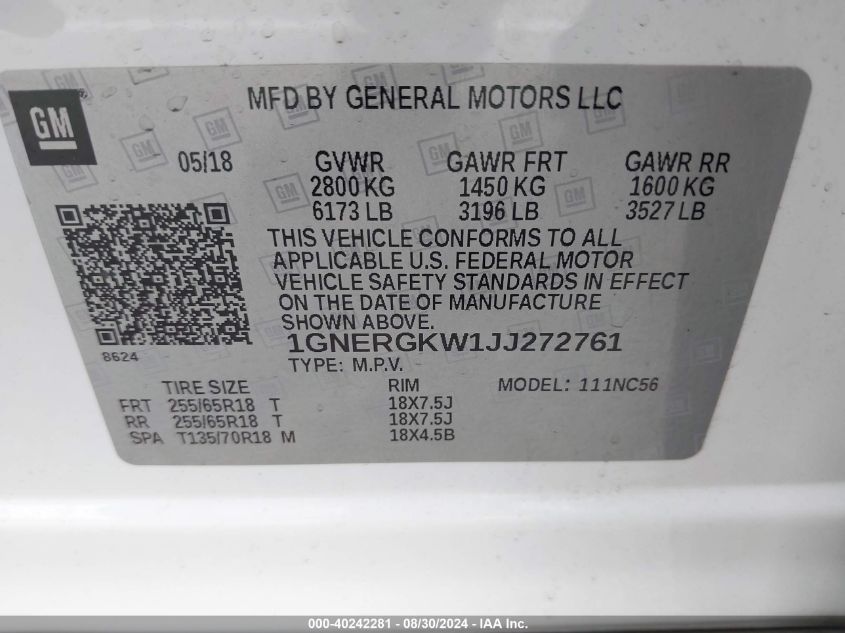 GM
MFD BY GENERAL MOTORS LLC
05/18 GVWR GAWR FRT GAWR RR
2800 KG 1450 KG 1600 KG
6173 LB 3196 LB 3527 LB
THIS VEHICLE CONFORMS TO ALL
APPLICABLE U.S. FEDERAL MOTOR
VEHICLE SAFETY STANDARDS IN EFFECT
ON THE DATE OF MANUFACTURE
SHOWN ABOVE.
8624
1GNERGKW1JJ272761
TYPE: M.P.V.
TIRE SIZE RIM MODEL: 111NC56
FRT 255/65R18 T 18X7.5J
RR 255/65R18 T 18X7.5J
SPA T135/70R18 M 18X4.5B
000-40242281 - 08/30/2024 - WWW.IAAI.COM